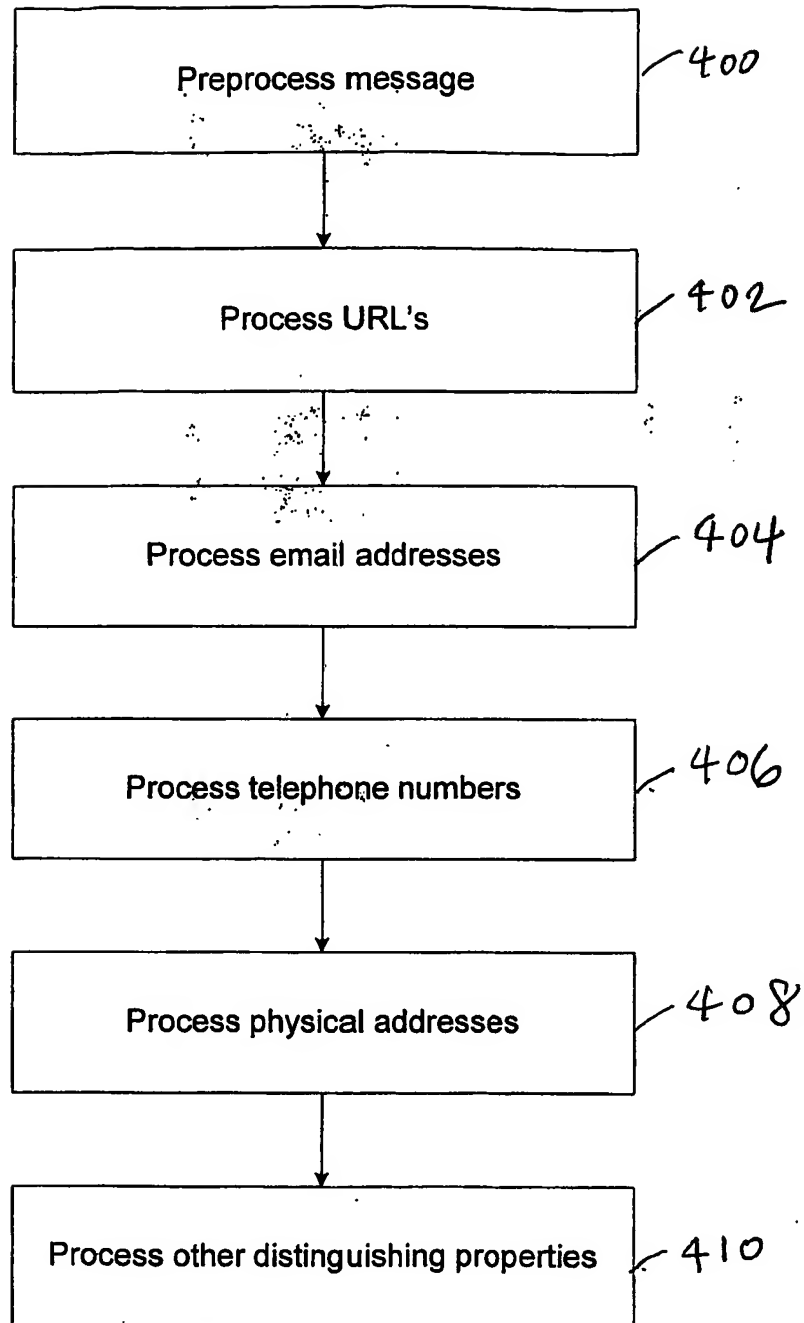 Preprocess message
400
Process URL's
402
Process email addresses
404
Process telephone numbers
406
Process physical addresses
408
Process other distinguishing properties
410